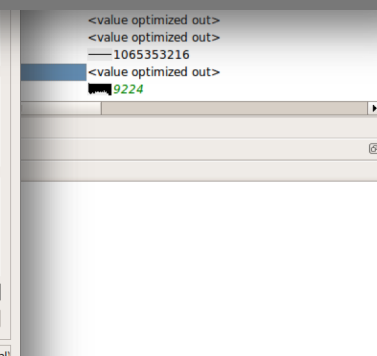 <value optimized out>
<value optimized out>
1065353216
<value optimized out>
9224